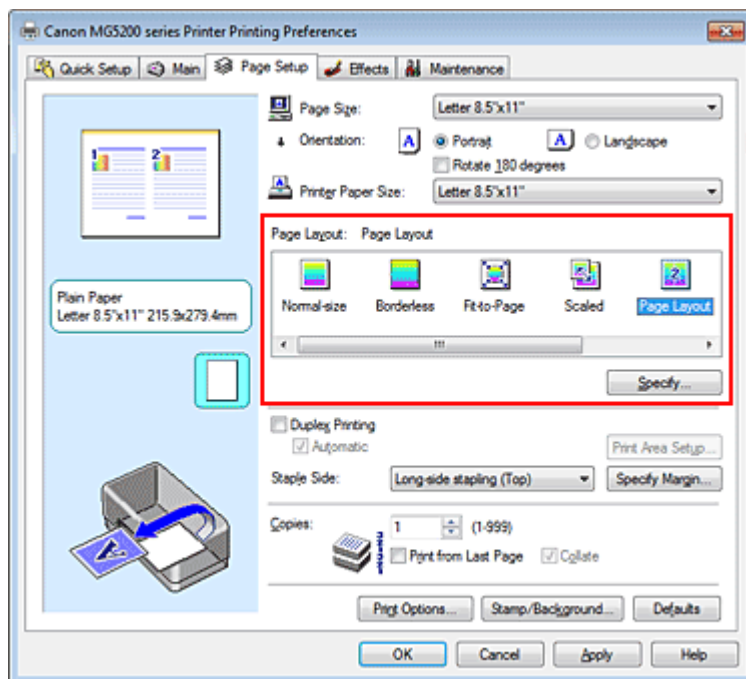 Canon MG5200 series Printer Printing Preferences
Quick Setup Main Page Setup Effects Maintenance
Page Size: Letter 8.5"x11"
Orientation: A Portrait A Landscape
Rotate 180 degrees
Printer Paper Size: Letter 8.5"x11"
1 2
Page Layout: Page Layout
Normal-size Borderless Fit-to-Page Scaled Page Layout
Plain Paper
Letter 8.5"x11" 215.9x279.4mm
Specify...
Duplex Printing
Automatic Print Area Setup...
Staple Side: Long-side stapling (Top) Specify Margin...
Copies: 1 (1-999)
Print from Last Page Collate
Print Options... Stamp/Background... Defaults
OK Cancel Apply Help